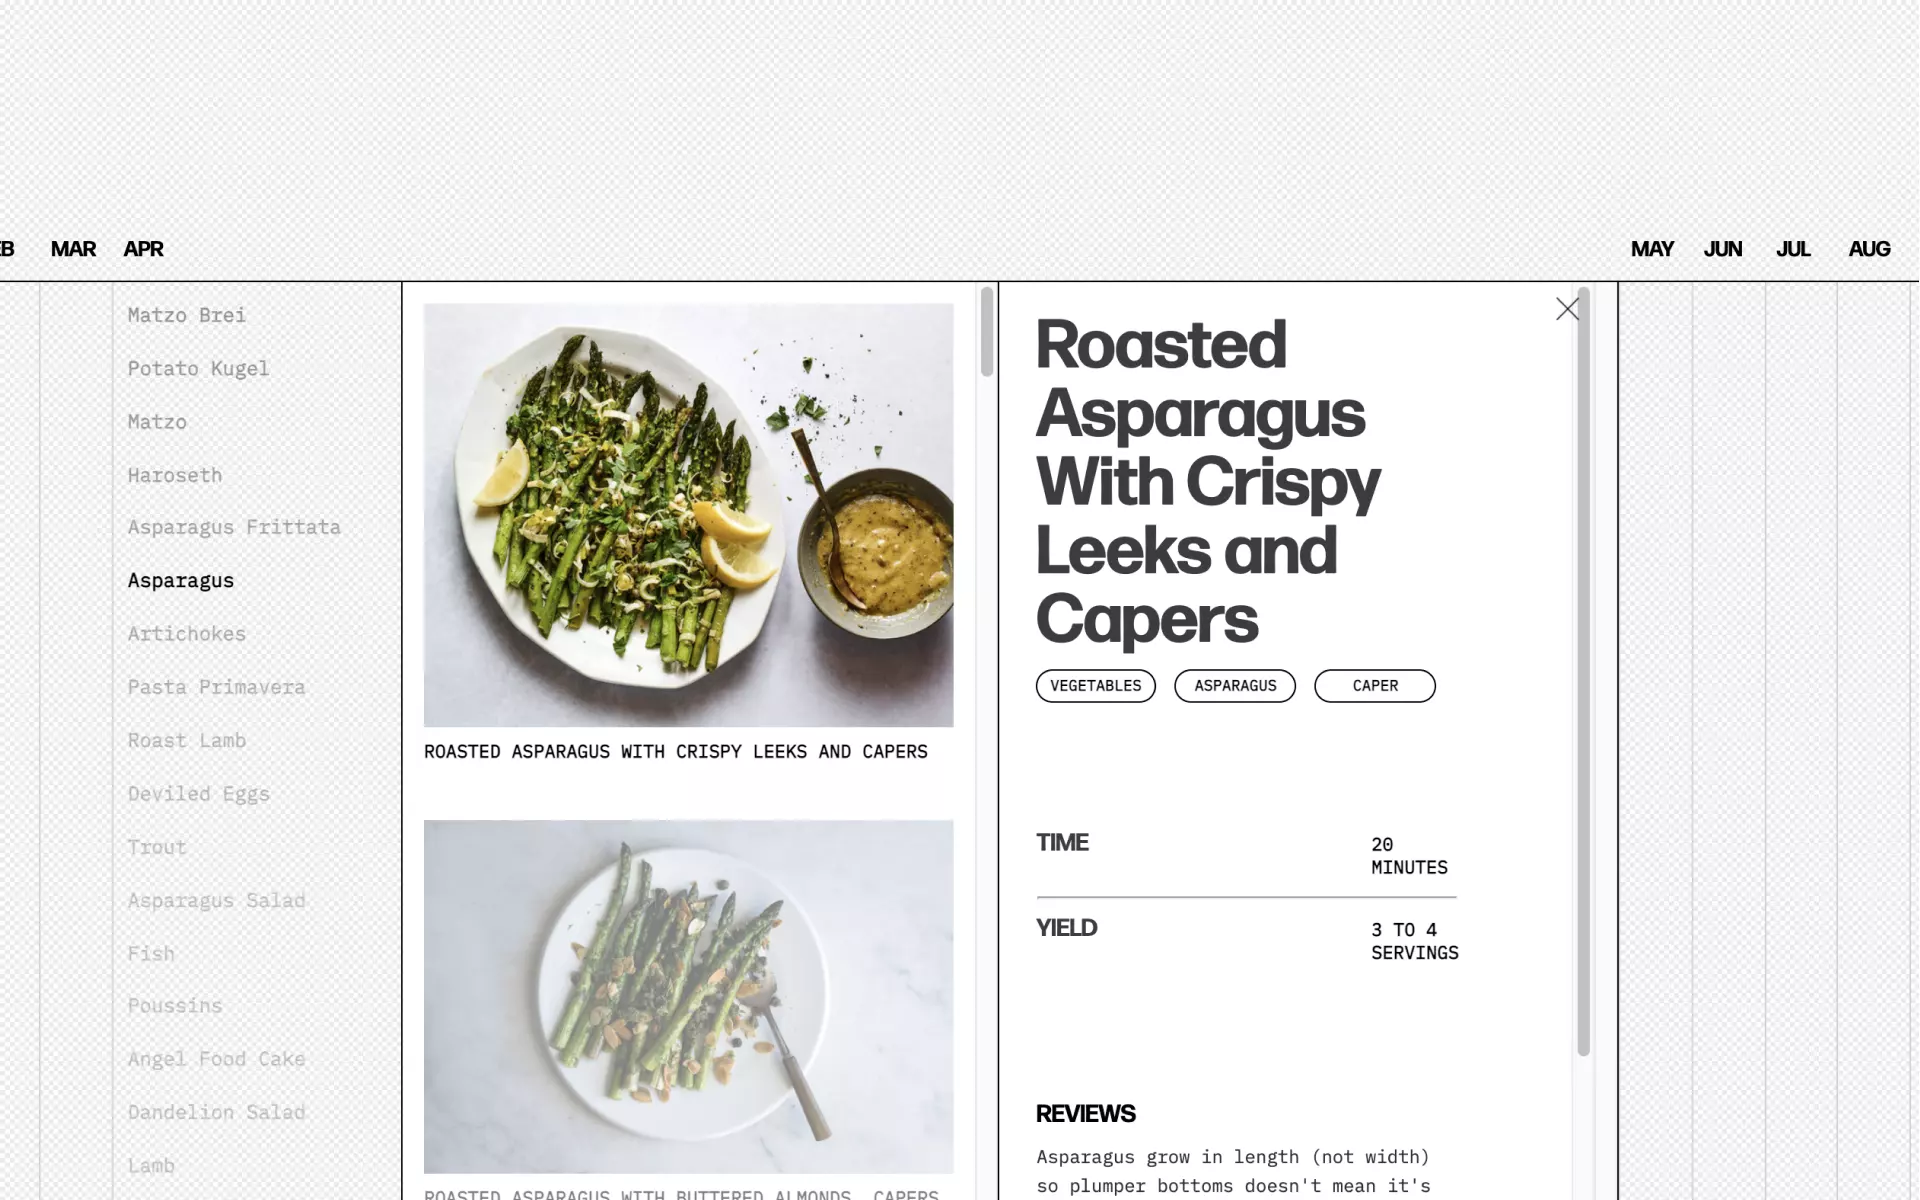 EB MAR APR MAY JUN JUL AUG
Matzo Brei
Potato Kugel
Matzo
Haroseth
Asparagus Frittata
Asparagus
Artichokes
Pasta Primavera
Roast Lamb
Deviled Eggs
Trout
Asparagus Salad
Fish
Poussins
Angel Food Cake
Dandelion Salad
Lamb
ROASTED ASPARAGUS WITH CRISPY LEEKS AND CAPERS
ROASTED ASPARAGUS WITH BUTTERED ALMONDS, CAPERS
Roasted
Asparagus
With Crispy
Leeks and
Capers
VEGETABLES ASPARAGUS CAPER
TIME 20
MINUTES
YIELD 3 TO 4
SERVINGS
REVIEWS
Asparagus grow in length (not width)
so plumper bottoms doesn't mean it's